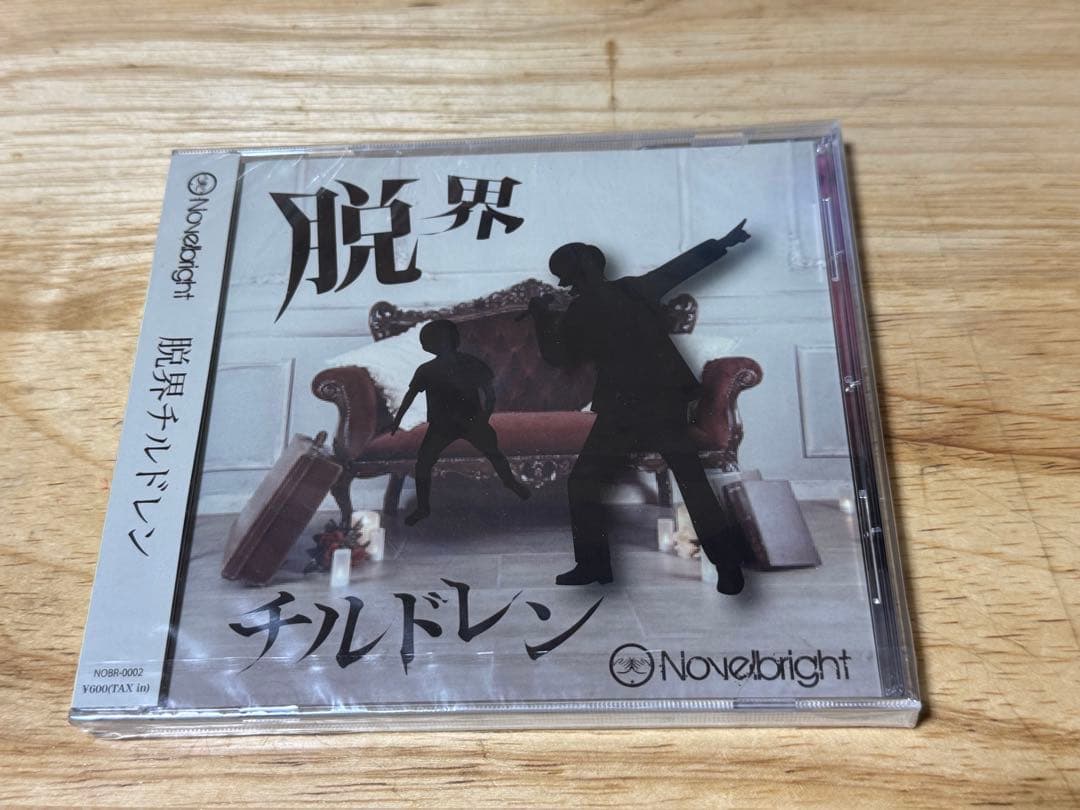 Novelbright
脱界チルドレン
NOBR-0002
¥600(TAX in)
脱界
チルドレン
Novelbright